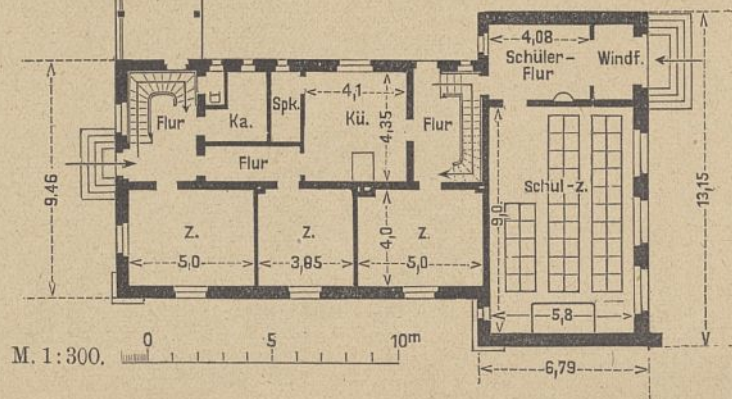 4,08
Schüler-
Flur
Windf.
4,1
Spk.
Kü.
4,35
Flur
Ka.
Flur
Flur
9,46
13,15
9,0
Schul-z.
z.
5,0
z.
3,85
4,0
z.
5,0
5,8
M. 1:300.
0
5
10m
6,79